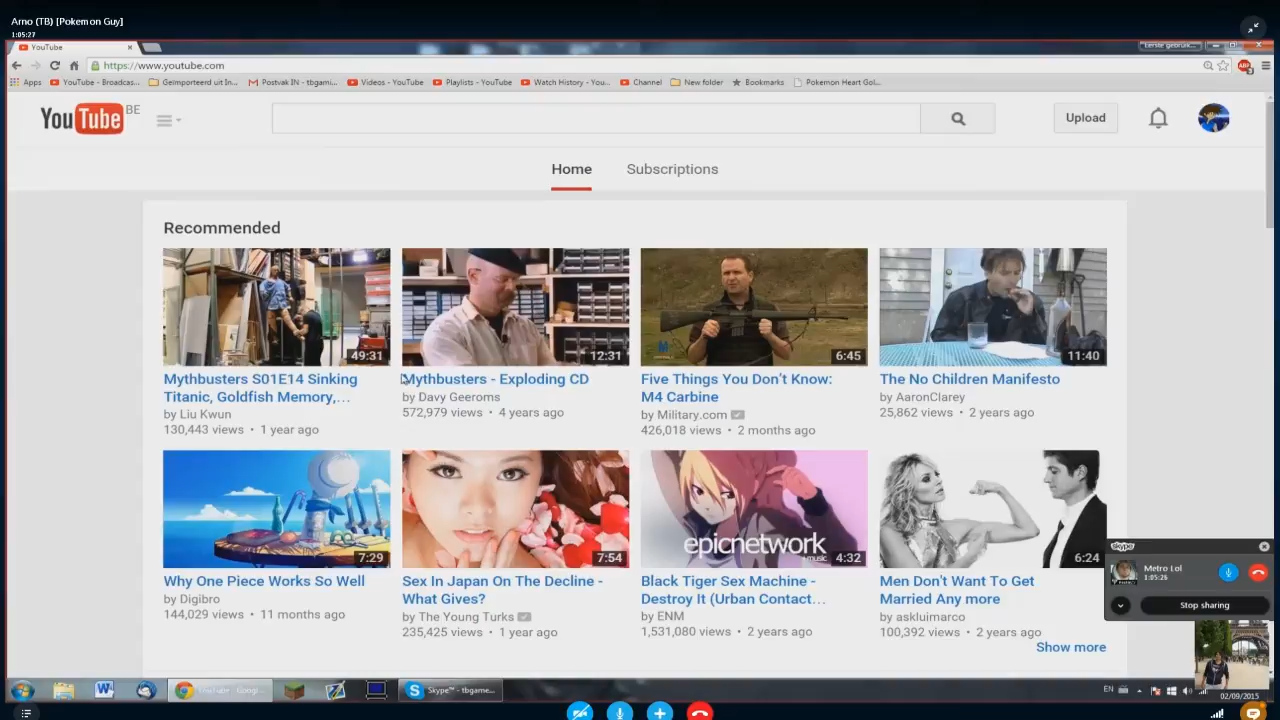 Arno (TB) [Pokemon Guy]
1:05:27
YouTube
Eerste gebruik...
https://www.youtube.com
Apps YouTube - Broadcas... Geïmporteerd uit In... Postvak IN - tbgami... Videos - YouTube Playlists - YouTube Watch History - You... Channel New folder Bookmarks Pokemon Heart Gol...
YouTube BE
Upload
Home Subscriptions
Recommended
49:31 12:31 6:45 11:40
Mythbusters S01E14 Sinking
Titanic, Goldfish Memory,...
by Liu Kwun
130,443 views • 1 year ago
Mythbusters - Exploding CD
by Davy Geeroms
572,979 views • 4 years ago
Five Things You Don't Know:
M4 Carbine
by Military.com
426,018 views • 2 months ago
The No Children Manifesto
by AaronClarey
25,862 views • 2 years ago
epicnetwork
music
7:29 7:54 4:32 6:24
Why One Piece Works So Well
by Digibro
144,029 views • 11 months ago
Sex In Japan On The Decline -
What Gives?
by The Young Turks
235,425 views • 1 year ago
Black Tiger Sex Machine -
Destroy It (Urban Contact...
by ENM
1,531,080 views • 2 years ago
Men Don't Want To Get
Married Any more
by askluimarco
100,392 views • 2 years ago
Show more
skype
Metro Lol
1:05:26
Stop sharing
YouTube - Googl...
Skype™ - tbgame...
EN
02/09/2015